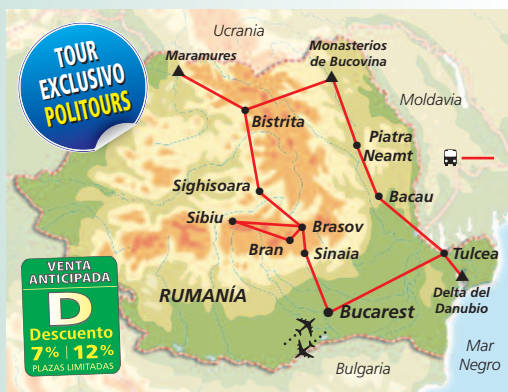 TOUR
EXCLUSIVO
POLITOURS
Ucrania
Maramures
Monasterios
de Bucovina
Moldavia
Bistrita
Piatra
Neamt
Sighisoara
Bacau
Sibiu
Brasov
Bran
Sinaia
Tulcea
VENTA
ANTICIPADA
D
Descuento
7% | 12%
PLAZAS LIMITADAS
RUMANÍA
Bucarest
Delta del
Danubio
Mar
Negro
Bulgaria